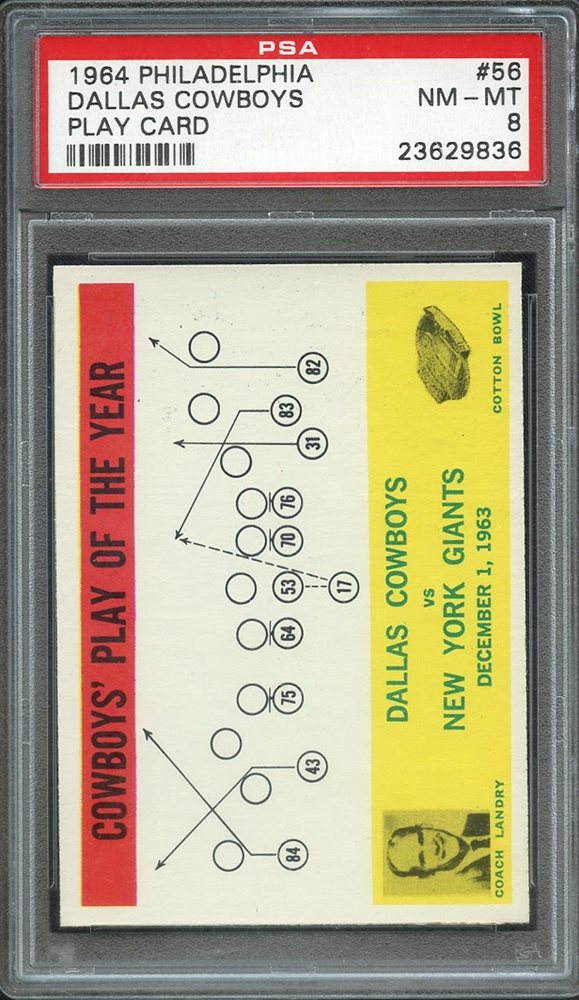 PSA
1964 PHILADELPHIA #56
DALLAS COWBOYS NM - MT
PLAY CARD 8
23629836
COWBOYS' PLAY OF THE YEAR
82
83
31
76
70
53
17
64
75
43
84
DALLAS COWBOYS
vs
NEW YORK GIANTS
DECEMBER 1, 1963
COTTON BOWL
COACH LANDRY